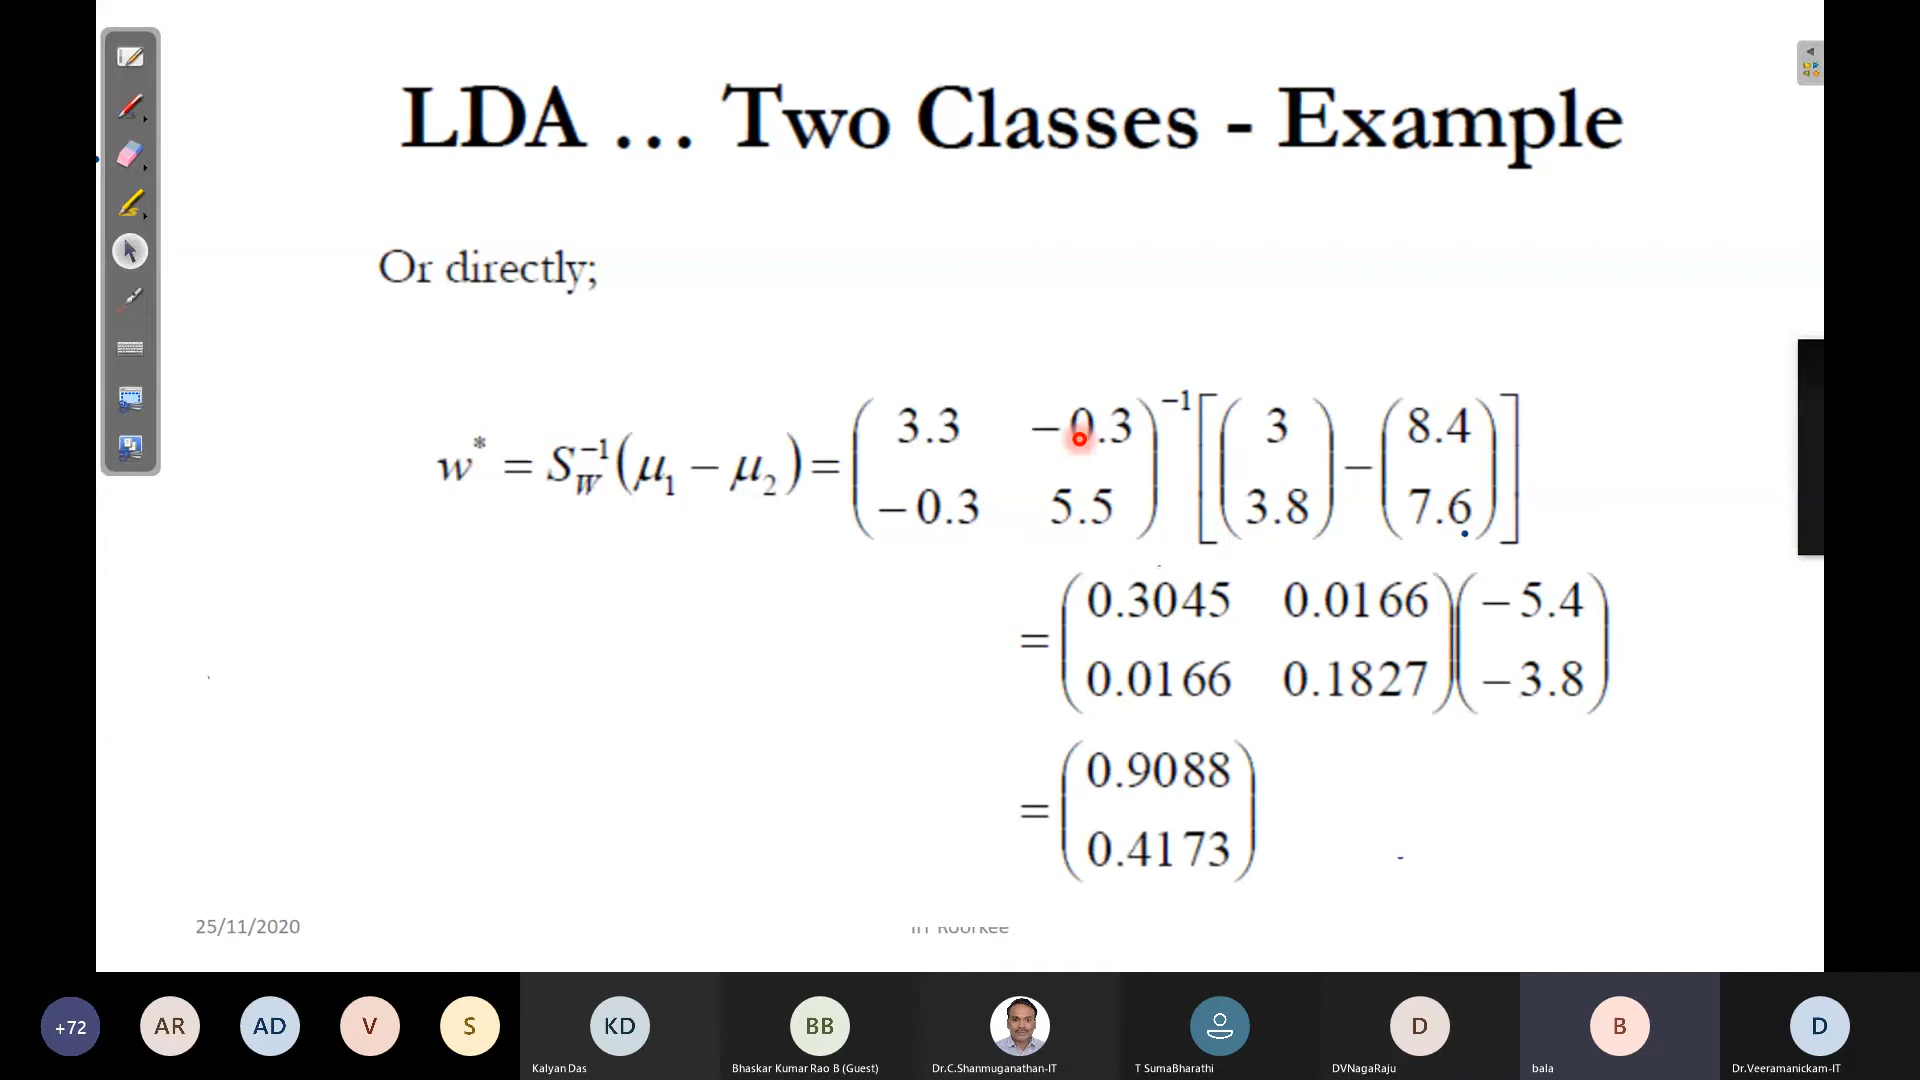 LDA … Two Classes - Example
Or directly;
w* = S_W^{-1}(μ₁ − μ₂) = ( 3.3 −0.3 ; −0.3 5.5 )^{-1} [ ( 3 ; 3.8 ) − ( 8.4 ; 7.6 ) ]
= ( 0.3045 0.0166 ; 0.0166 0.1827 ) ( −5.4 ; −3.8 )
= ( 0.9088 ; 0.4173 )
25/11/2020
IIT Roorkee
+72 AR AD V S KD BB D B D
Kalyan Das Bhaskar Kumar Rao B (Guest) Dr.C.Shanmuganathan-IT T SumaBharathi DVNagaRaju bala Dr.Veeramanickam-IT